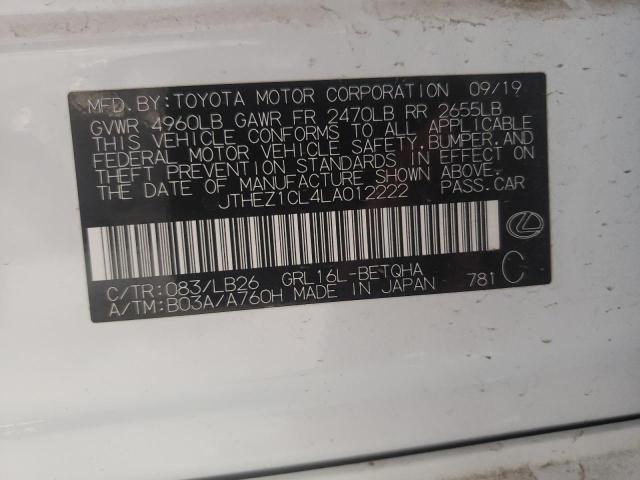 MFD.BY:TOYOTA MOTOR CORPORATION 09/19
GVWR 4960LB GAWR FR 2470LB RR 2655LB
THIS VEHICLE CONFORMS TO ALL APPLICABLE
FEDERAL MOTOR VEHICLE SAFETY,BUMPER,AND
THEFT PREVENTION STANDARDS IN EFFECT ON
THE DATE OF MANUFACTURE SHOWN ABOVE.
JTHEZ1CL4LA012222 PASS.CAR
C/TR:083/LB26 GRL16L-BETQHA
A/TM:B03A/A760H MADE IN JAPAN 781 C